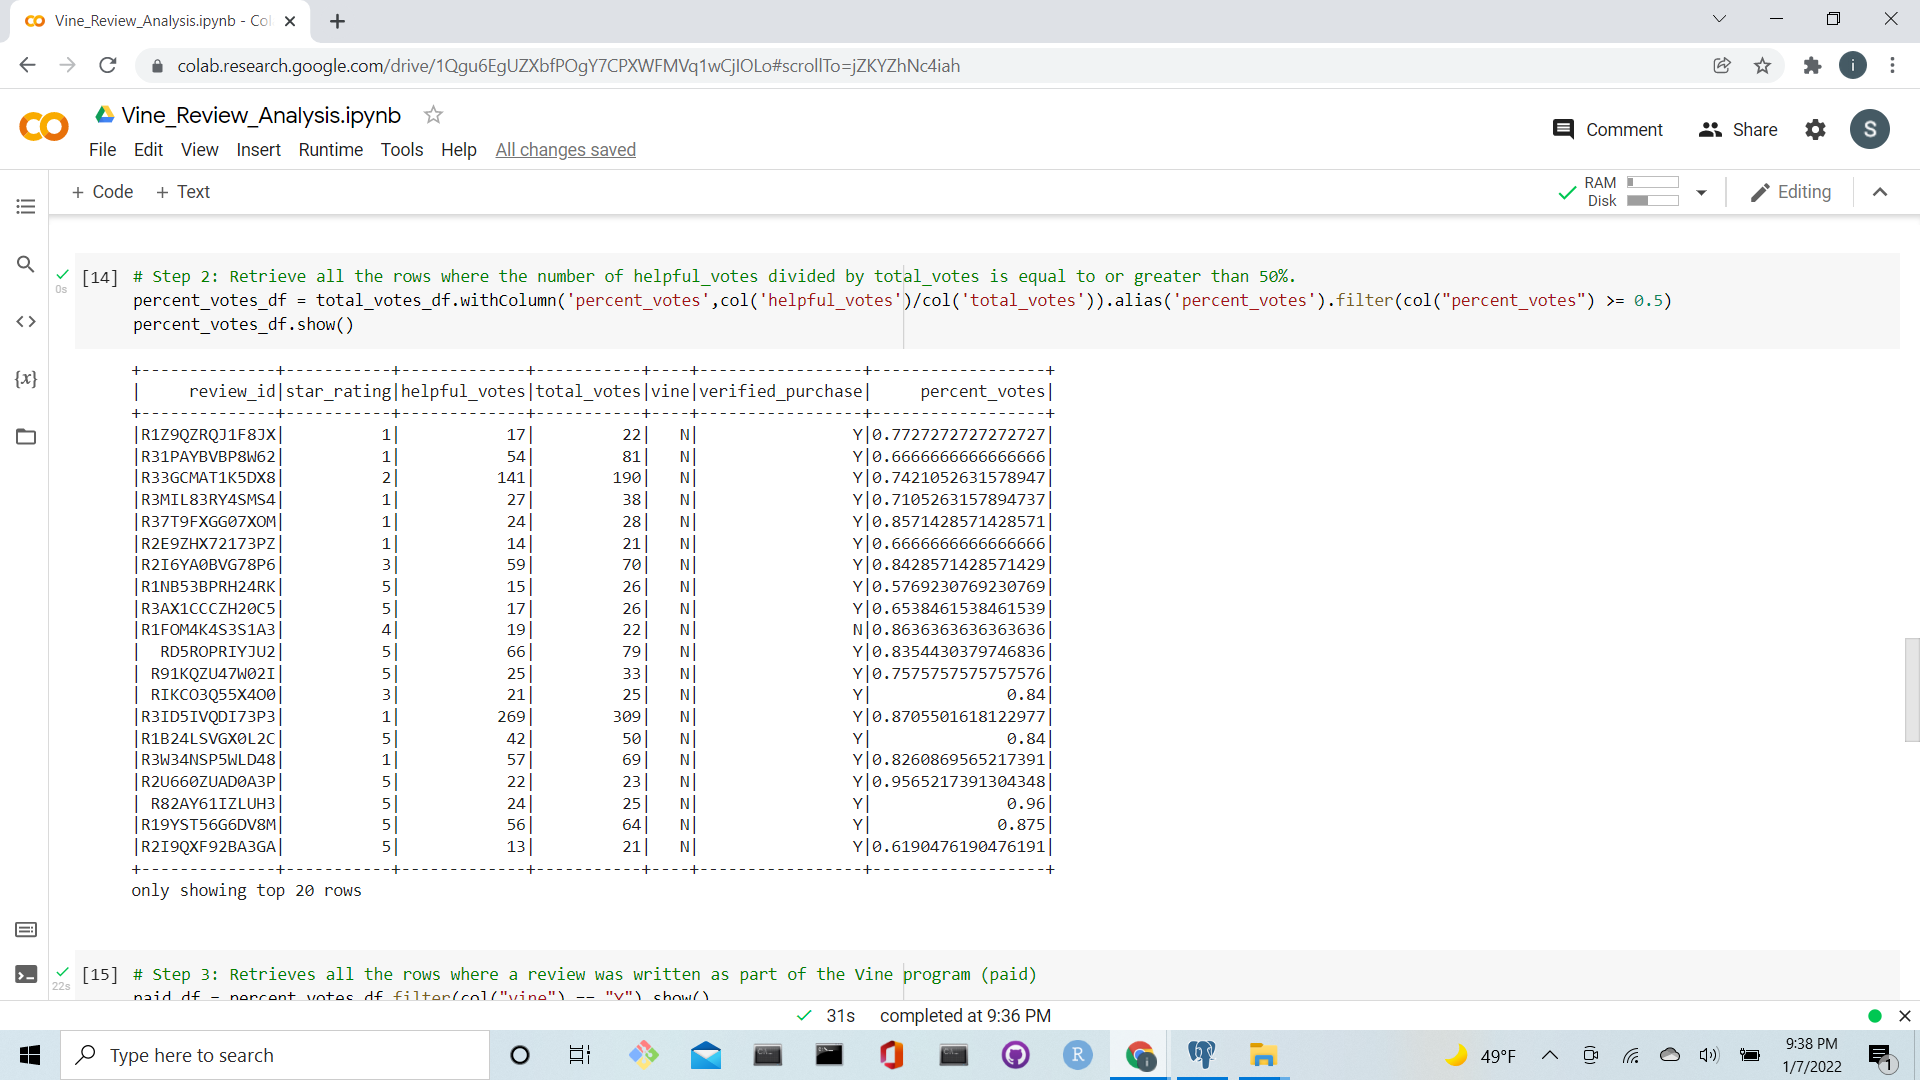 Vine_Review_Analysis.ipynb - Co
colab.research.google.com/drive/1Qgu6EgUZXbfPOgY7CPXWFMVq1wCjIOLo#scrollTo=jZKYZhNc4iah
i
Vine_Review_Analysis.ipynb
Comment Share S
File Edit View Insert Runtime Tools Help All changes saved
+ Code + Text
RAM
Disk
Editing
[14] # Step 2: Retrieve all the rows where the number of helpful_votes divided by total_votes is equal to or greater than 50%.
0s
percent_votes_df = total_votes_df.withColumn('percent_votes',col('helpful_votes')/col('total_votes')).alias('percent_votes').filter(col("percent_votes") >= 0.5)
percent_votes_df.show()
{x}
+--------------+-----------+-------------+-----------+----+-----------------+------------------+
|     review_id|star_rating|helpful_votes|total_votes|vine|verified_purchase|     percent_votes|
+--------------+-----------+-------------+-----------+----+-----------------+------------------+
|R1Z9QZRQJ1F8JX|          1|           17|         22|   N|                Y|0.7727272727272727|
|R31PAYBVBP8W62|          1|           54|         81|   N|                Y|0.6666666666666666|
|R33GCMAT1K5DX8|          2|          141|        190|   N|                Y|0.7421052631578947|
|R3MIL83RY4SMS4|          1|           27|         38|   N|                Y|0.7105263157894737|
|R37T9FXGG07XOM|          1|           24|         28|   N|                Y|0.8571428571428571|
|R2E9ZHX72173PZ|          1|           14|         21|   N|                Y|0.6666666666666666|
|R2I6YA0BVG78P6|          3|           59|         70|   N|                Y|0.8428571428571429|
|R1NB53BPRH24RK|          5|           15|         26|   N|                Y|0.5769230769230769|
|R3AX1CCCZH20C5|          5|           17|         26|   N|                Y|0.6538461538461539|
|R1FOM4K4S3S1A3|          4|           19|         22|   N|                N|0.8636363636363636|
|  RD5ROPRIYJU2|          5|           66|         79|   N|                Y|0.8354430379746836|
| R91KQZU47W02I|          5|           25|         33|   N|                Y|0.7575757575757576|
| RIKCO3Q55X4O0|          3|           21|         25|   N|                Y|              0.84|
|R3ID5IVQDI73P3|          1|          269|        309|   N|                Y|0.8705501618122977|
|R1B24LSVGX0L2C|          5|           42|         50|   N|                Y|              0.84|
|R3W34NSP5WLD48|          1|           57|         69|   N|                Y|0.8260869565217391|
|R2U660ZUAD0A3P|          5|           22|         23|   N|                Y|0.9565217391304348|
| R82AY61IZLUH3|          5|           24|         25|   N|                Y|              0.96|
|R19YST56G6DV8M|          5|           56|         64|   N|                Y|             0.875|
|R2I9QXF92BA3GA|          5|           13|         21|   N|                Y|0.6190476190476191|
+--------------+-----------+-------------+-----------+----+-----------------+------------------+
only showing top 20 rows
[15] # Step 3: Retrieves all the rows where a review was written as part of the Vine program (paid)
22s
paid_df = percent_votes_df.filter(col("vine") == "Y").show()
31s completed at 9:36 PM
Type here to search
R
49°F
9:38 PM
1/7/2022
1